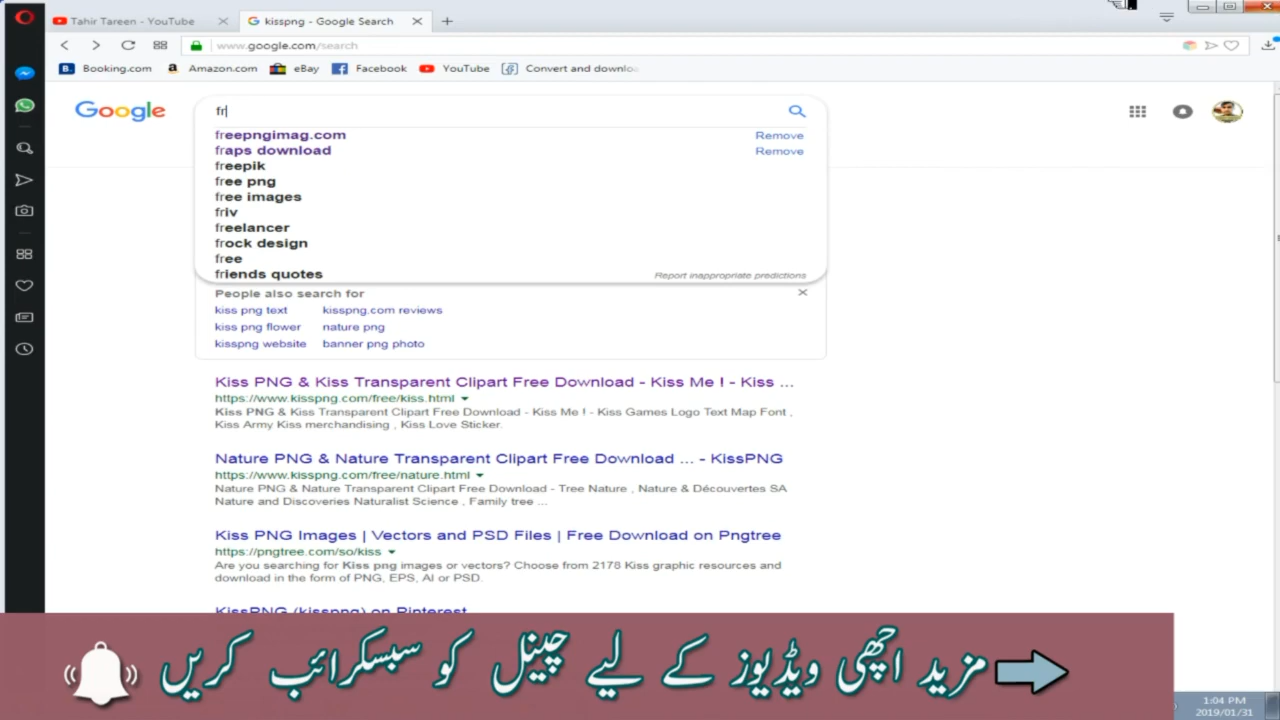 Tahir Tareen - YouTube
kisspng - Google Search
www.google.com/search
Booking.com Amazon.com eBay Facebook YouTube Convert and downlo
Google
fr
freepngimag.com Remove
fraps download Remove
freepik
free png
free images
friv
freelancer
frock design
free
friends quotes
Report inappropriate predictions
People also search for
kiss png text kisspng.com reviews
kiss png flower nature png
kisspng website banner png photo
Kiss PNG & Kiss Transparent Clipart Free Download - Kiss Me ! - Kiss ...
https://www.kisspng.com/free/kiss.html
Kiss PNG & Kiss Transparent Clipart Free Download - Kiss Me ! - Kiss Games Logo Text Map Font ,
Kiss Army Kiss merchandising , Kiss Love Sticker.
Nature PNG & Nature Transparent Clipart Free Download ... - KissPNG
https://www.kisspng.com/free/nature.html
Nature PNG & Nature Transparent Clipart Free Download - Tree Nature , Nature & Découvertes SA
Nature and Discoveries Naturalist Science , Family tree ...
Kiss PNG Images | Vectors and PSD Files | Free Download on Pngtree
https://pngtree.com/so/kiss
Are you searching for Kiss png images or vectors? Choose from 2178 Kiss graphic resources and
download in the form of PNG, EPS, AI or PSD.
KissPNG (kisspng) on Pinterest
مزید اچھی ویڈیوز کے لیے چینل کو سبسکرائب کریں
1:04 PM
2019/01/31